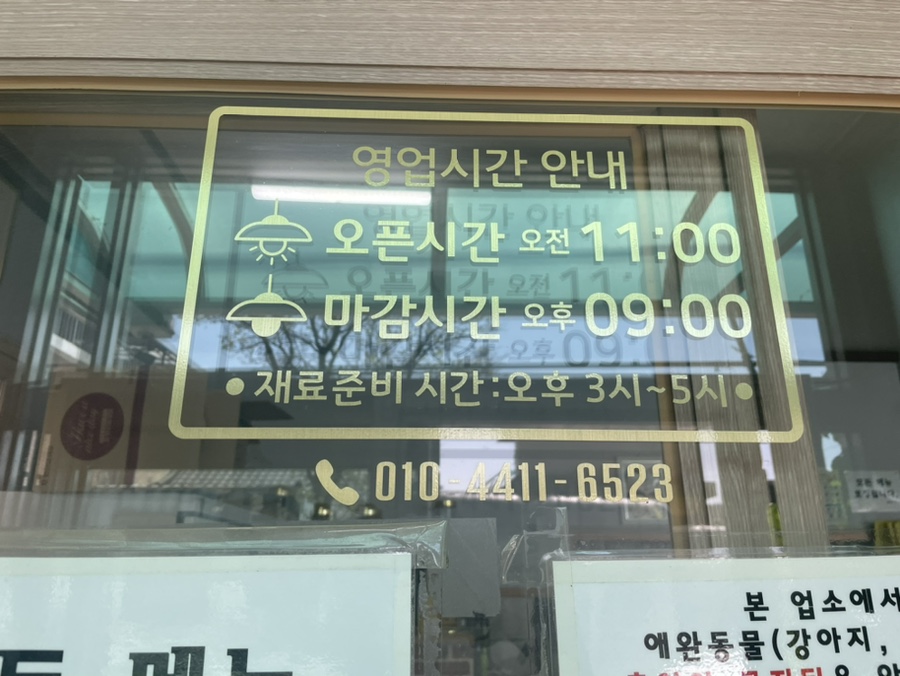 영업시간 안내
오픈시간 오전 11:00
마감시간 오후 09:00
•재료준비 시간:오후 3시~5시•
010-4411-6523
메뉴
본 업소에서
애완동물(강아지,